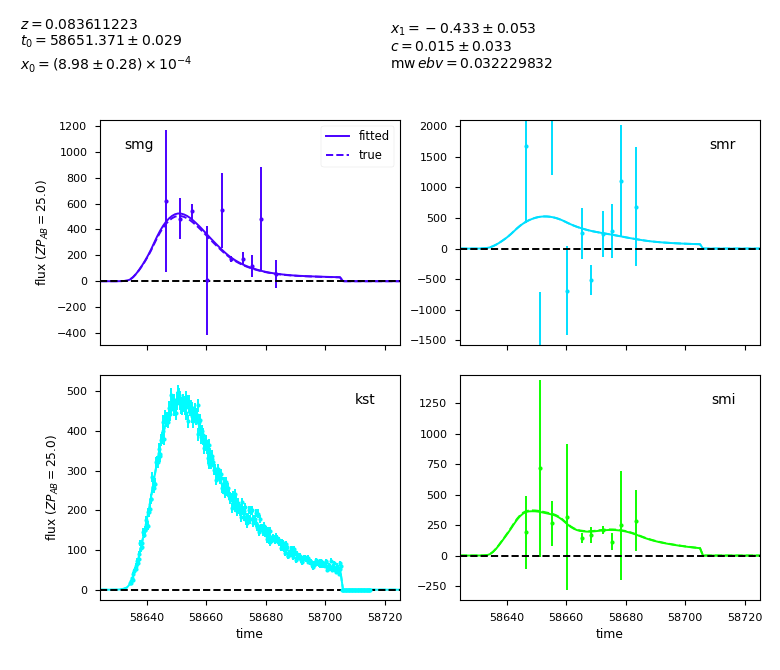 z = 0.083611223
t₀ = 58651.371 ± 0.029
x₀ = (8.98 ± 0.28) × 10⁻⁴
x₁ = −0.433 ± 0.053
c = 0.015 ± 0.033
mw ebv = 0.032229832
smg
fitted
true
flux (ZP_AB = 25.0)
1200
1000
800
600
400
200
0
−200
−400
smr
2000
1500
1000
500
0
−500
−1000
−1500
kst
flux (ZP_AB = 25.0)
500
400
300
200
100
0
58640 58660 58680 58700 58720
time
smi
1250
1000
750
500
250
0
−250
58640 58660 58680 58700 58720
time